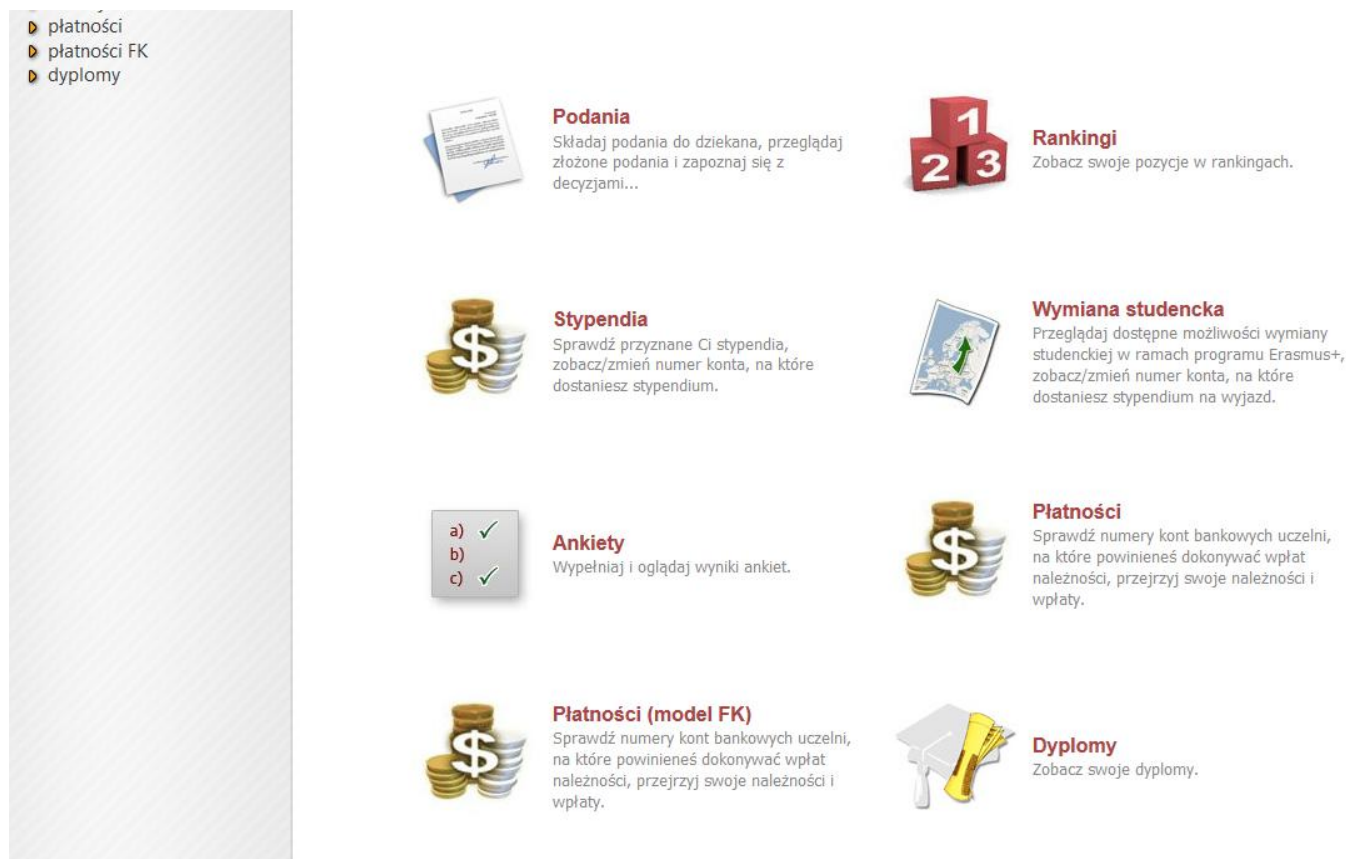 płatności
płatności FK
dyplomy
Podania
Składaj podania do dziekana, przeglądaj
złożone podania i zapoznaj się z
decyzjami...
1
2 3
Rankingi
Zobacz swoje pozycje w rankingach.
$
Stypendia
Sprawdź przyznane Ci stypendia,
zobacz/zmień numer konta, na które
dostaniesz stypendium.
Wymiana studencka
Przeglądaj dostępne możliwości wymiany
studenckiej w ramach programu Erasmus+,
zobacz/zmień numer konta, na które
dostaniesz stypendium na wyjazd.
a) ✓
b)
c) ✓
Ankiety
Wypełniaj i oglądaj wyniki ankiet.
$
Płatności
Sprawdź numery kont bankowych uczelni,
na które powinieneś dokonywać wpłat
należności, przejrzyj swoje należności i
wpłaty.
$
Płatności (model FK)
Sprawdź numery kont bankowych uczelni,
na które powinieneś dokonywać wpłat
należności, przejrzyj swoje należności i
wpłaty.
Dyplomy
Zobacz swoje dyplomy.